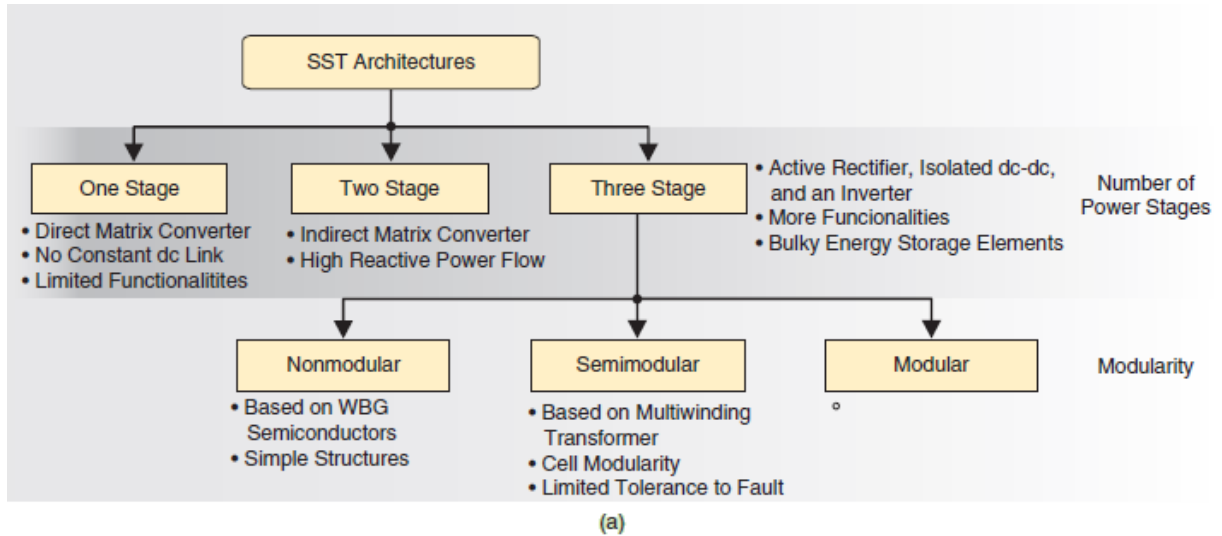 SST Architectures
One Stage
Two Stage
Three Stage
• Active Rectifier, Isolated dc-dc,
and an Inverter
• More Funcionalities
• Bulky Energy Storage Elements
Number of
Power Stages
• Direct Matrix Converter
• No Constant dc Link
• Limited Functionalitites
• Indirect Matrix Converter
• High Reactive Power Flow
Nonmodular
Semimodular
Modular
Modularity
• Based on WBG
Semiconductors
• Simple Structures
• Based on Multiwinding
Transformer
• Cell Modularity
• Limited Tolerance to Fault
(a)